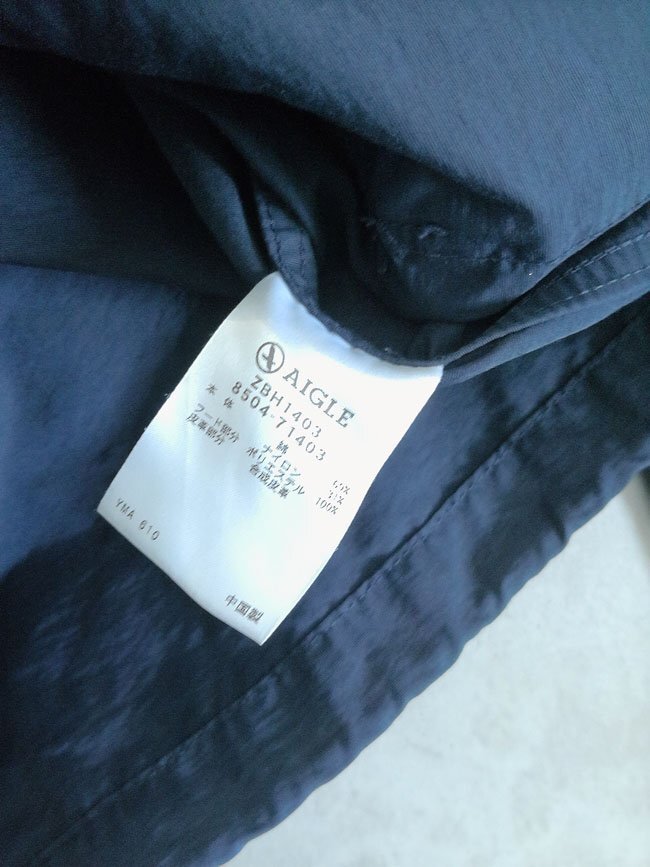 AIGLE
ZBH1403
8504-71403
本体 綿
ナイロン
フード部分 ポリエステル
皮革部分 合成皮革 100%
YMA 610
中国製